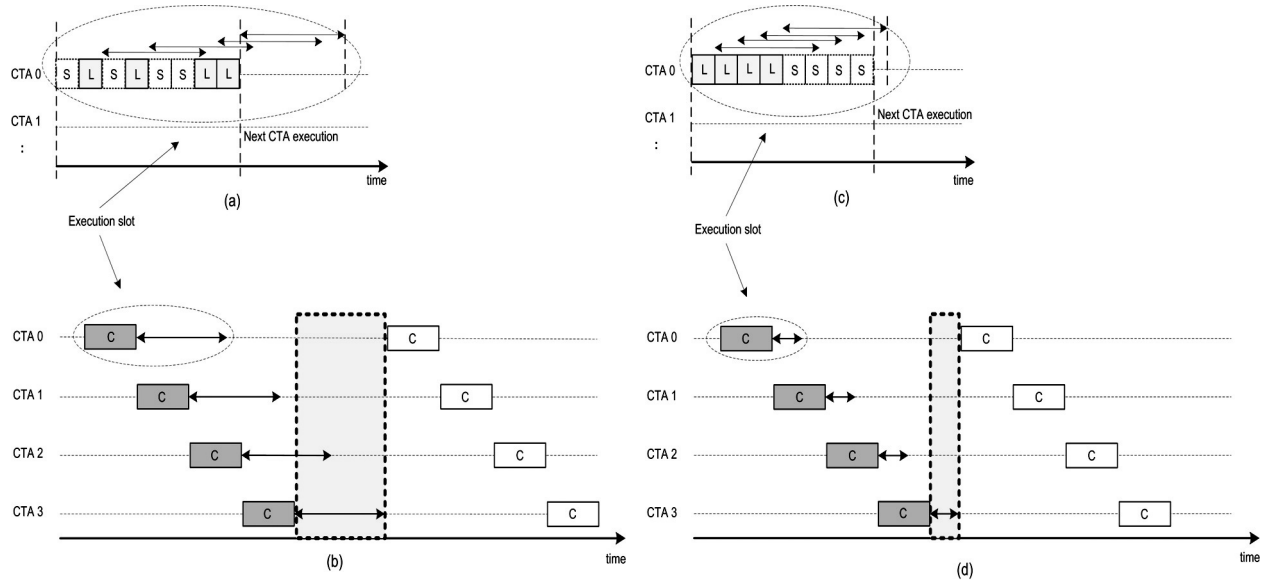 (a)
CTA 0 S L S L S S L L
CTA 1
Next CTA execution
:
time
(a)
Execution slot
CTA 0 C C
CTA 1 C C
CTA 2 C C
CTA 3 C C
time
(b)
(c)
CTA 0 L L L L S S S S
CTA 1
Next CTA execution
:
time
(c)
Execution slot
CTA 0 C C
CTA 1 C C
CTA 2 C C
CTA 3 C C
time
(d)